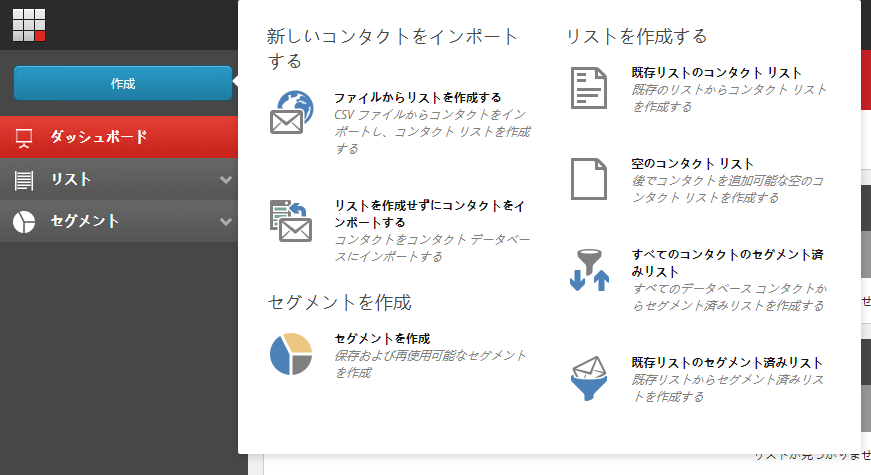 作成
ダッシュボード
リスト
セグメント
新しいコンタクトをインポート
する
ファイルからリストを作成する
CSV ファイルからコンタクトをイン
ポートし、コンタクト リストを作成
する
リストを作成せずにコンタクトをイ
ンポートする
コンタクトをコンタクト データベー
スにインポートする
セグメントを作成
セグメントを作成
保存および再使用可能なセグメント
を作成
リストを作成する
既存リストのコンタクト リスト
既存のリストからコンタクト リスト
を作成する
空のコンタクト リスト
後でコンタクトを追加可能な空のコ
ンタクト リストを作成する
すべてのコンタクトのセグメント済
みリスト
すべてのデータベース コンタクトか
らセグメント済みリストを作成する
既存リストのセグメント済みリスト
既存リストからセグメント済みリス
トを作成する
せ
リストが見つかりませ